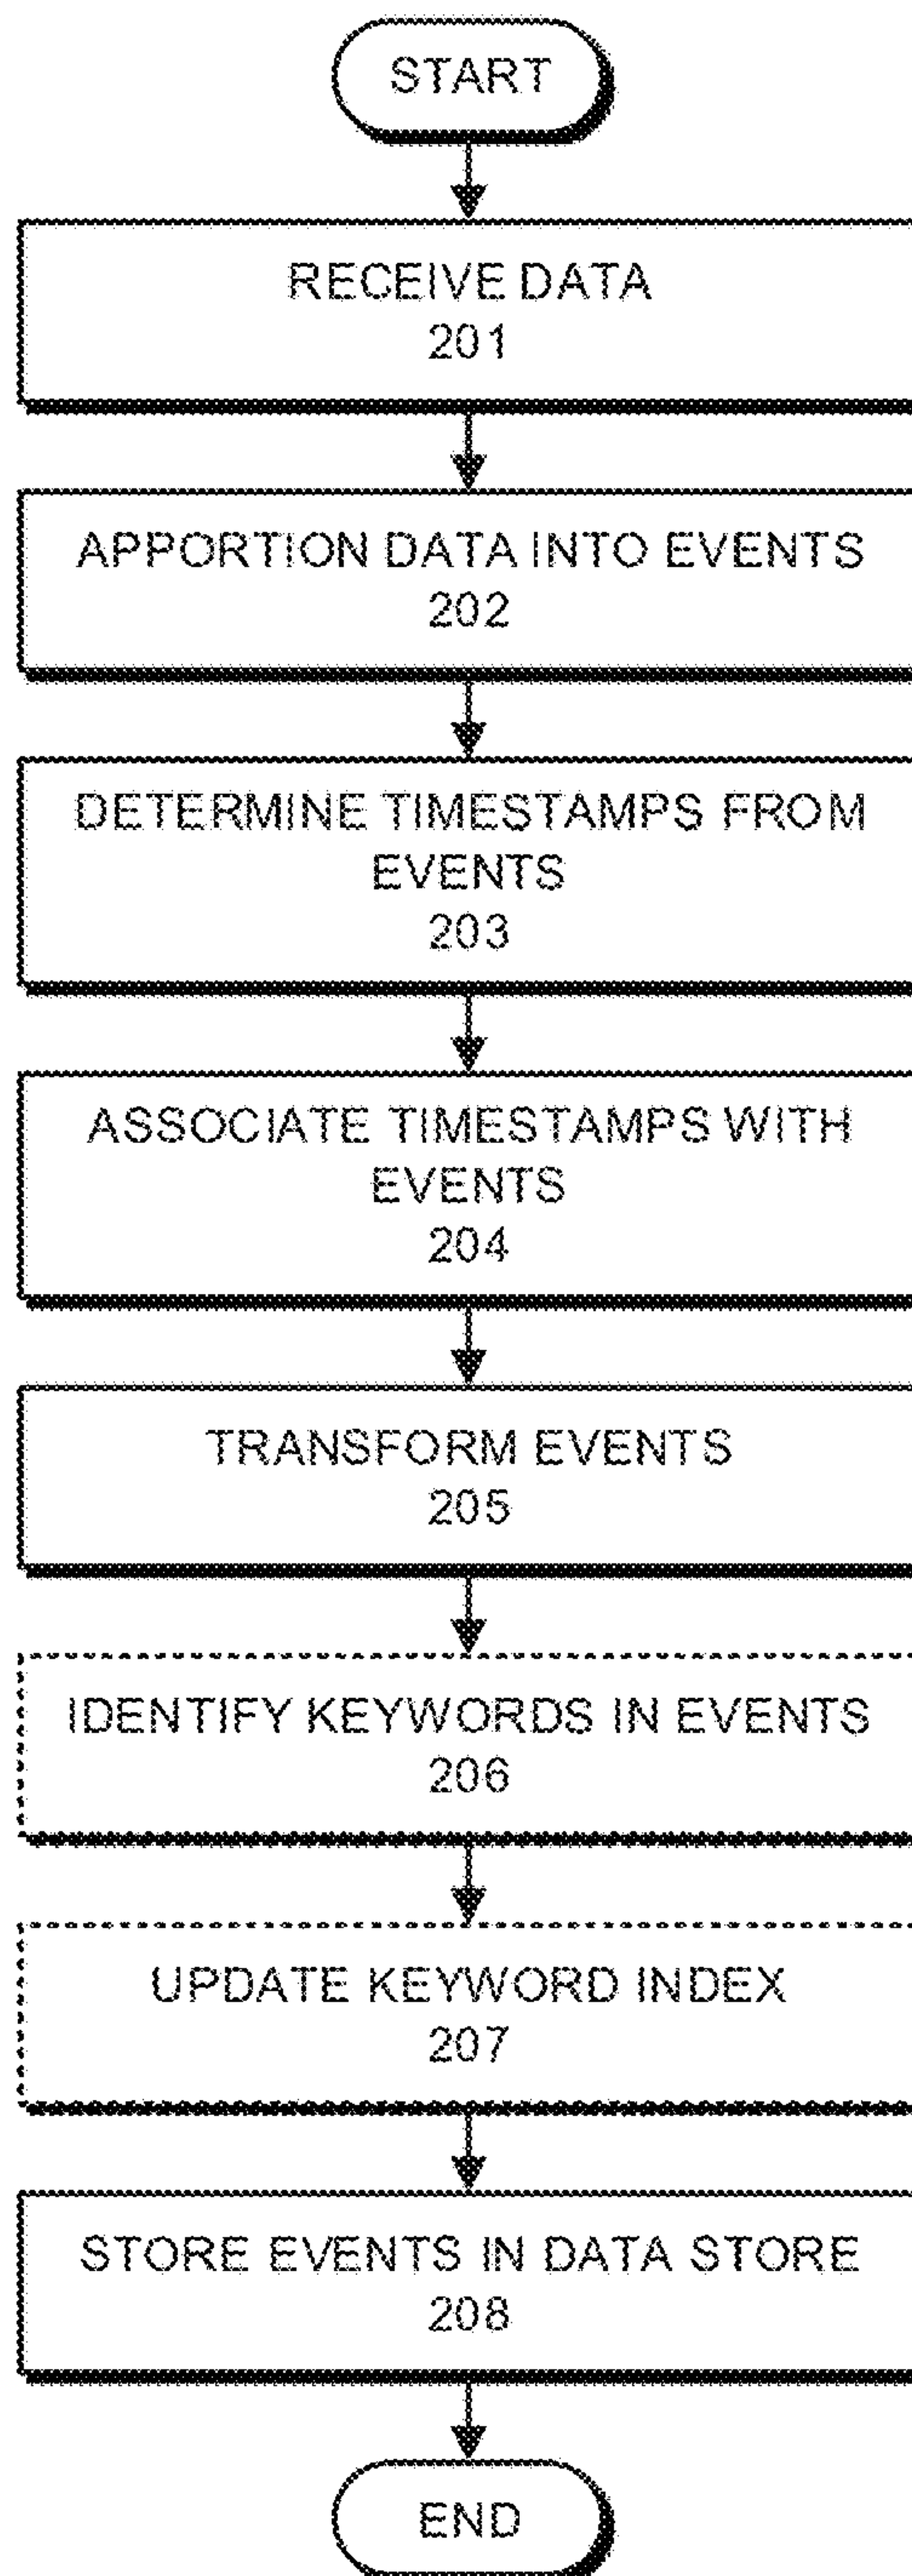 START
RECEIVE DATA
201
APPORTION DATA INTO EVENTS
202
DETERMINE TIMESTAMPS FROM
EVENTS
203
ASSOCIATE TIMESTAMPS WITH
EVENTS
204
TRANSFORM EVENTS
205
IDENTIFY KEYWORDS IN EVENTS
206
UPDATE KEYWORD INDEX
207
STORE EVENTS IN DATA STORE
208
END